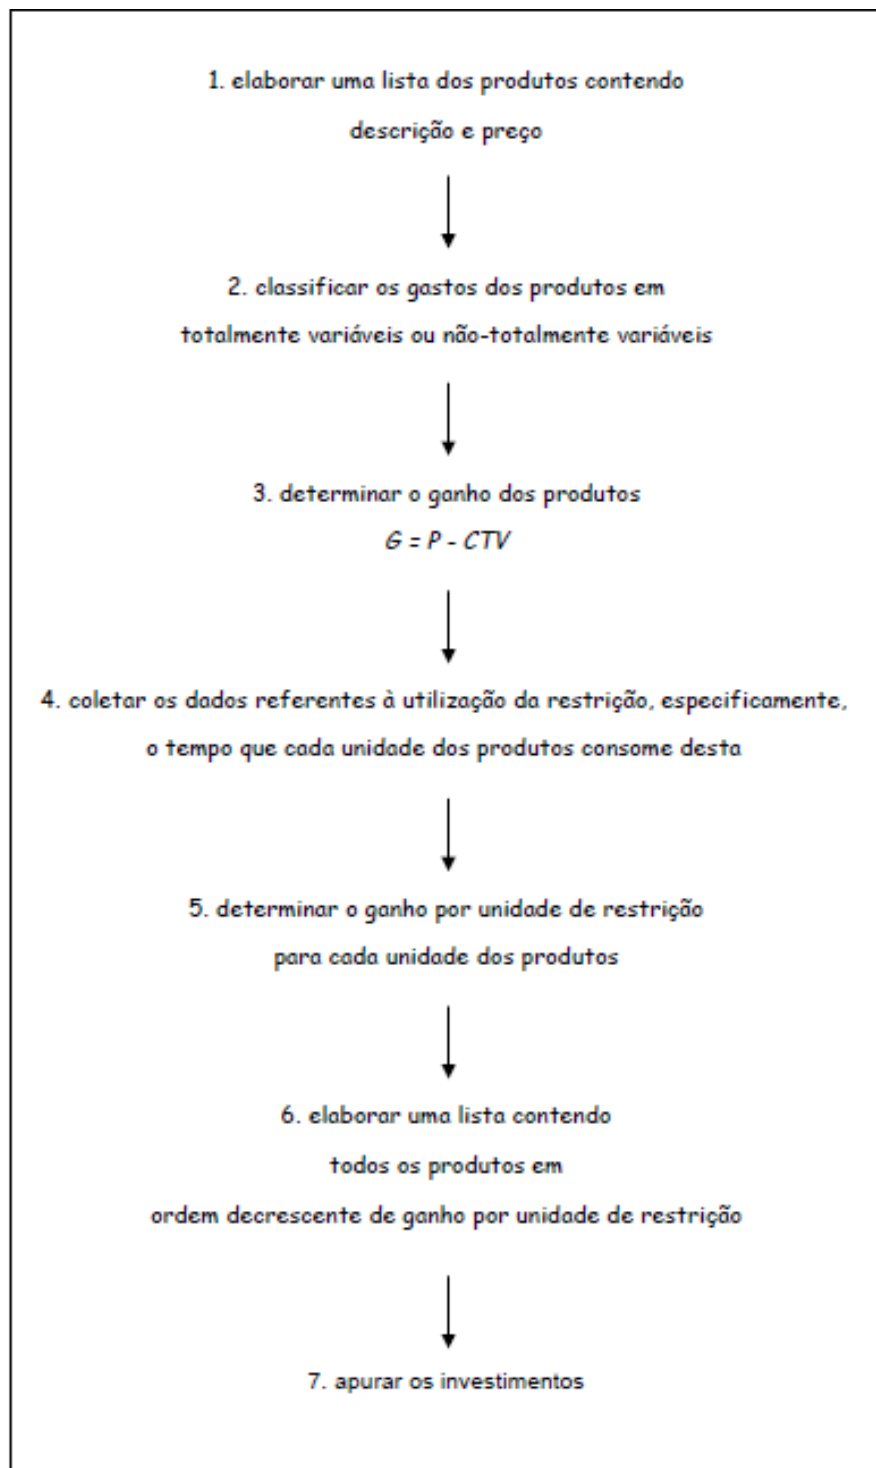 1. elaborar uma lista dos produtos contendo
descrição e preço
2. classificar os gastos dos produtos em
totalmente variáveis ou não-totalmente variáveis
3. determinar o ganho dos produtos
G = P - CTV
4. coletar os dados referentes à utilização da restrição, especificamente,
o tempo que cada unidade dos produtos consome desta
5. determinar o ganho por unidade de restrição
para cada unidade dos produtos
6. elaborar uma lista contendo
todos os produtos em
ordem decrescente de ganho por unidade de restrição
7. apurar os investimentos